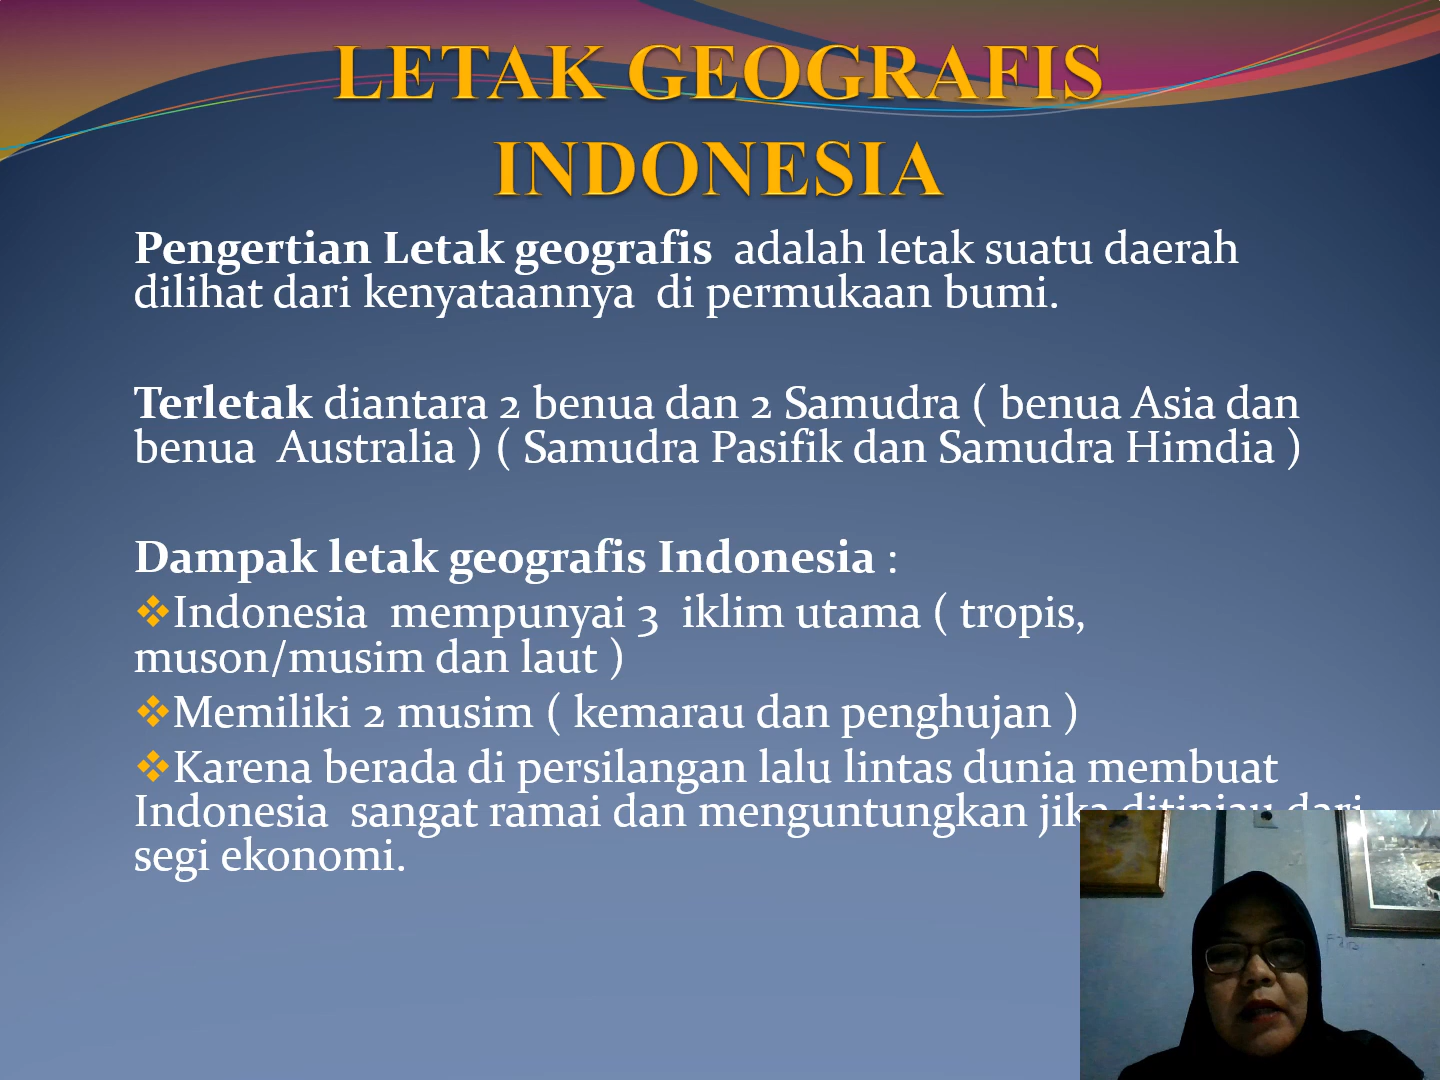 LETAK GEOGRAFIS
INDONESIA
Pengertian Letak geografis adalah letak suatu daerah
dilihat dari kenyataannya di permukaan bumi.
Terletak diantara 2 benua dan 2 Samudra ( benua Asia dan
benua Australia ) ( Samudra Pasifik dan Samudra Himdia )
Dampak letak geografis Indonesia :
❖Indonesia mempunyai 3 iklim utama ( tropis,
muson/musim dan laut )
❖Memiliki 2 musim ( kemarau dan penghujan )
❖Karena berada di persilangan lalu lintas dunia membuat
Indonesia sangat ramai dan menguntungkan jika ditinjau dari
segi ekonomi.